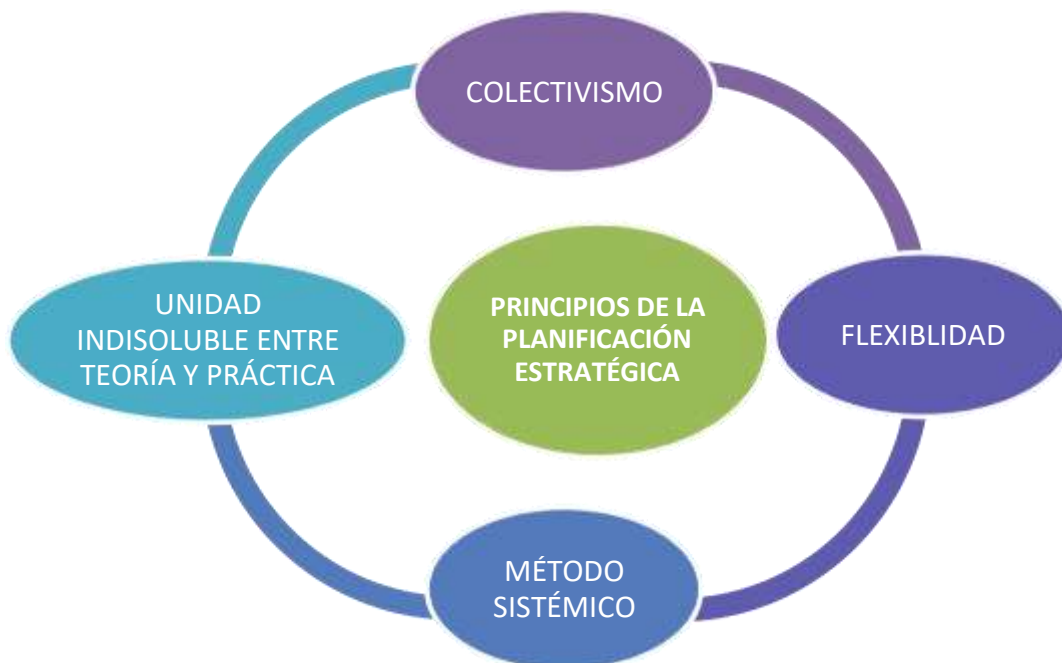 COLECTIVISMO
UNIDAD
INDISOLUBLE ENTRE
TEORÍA Y PRÁCTICA
PRINCIPIOS DE LA
PLANIFICACIÓN
ESTRATÉGICA
FLEXIBLIDAD
MÉTODO
SISTÉMICO